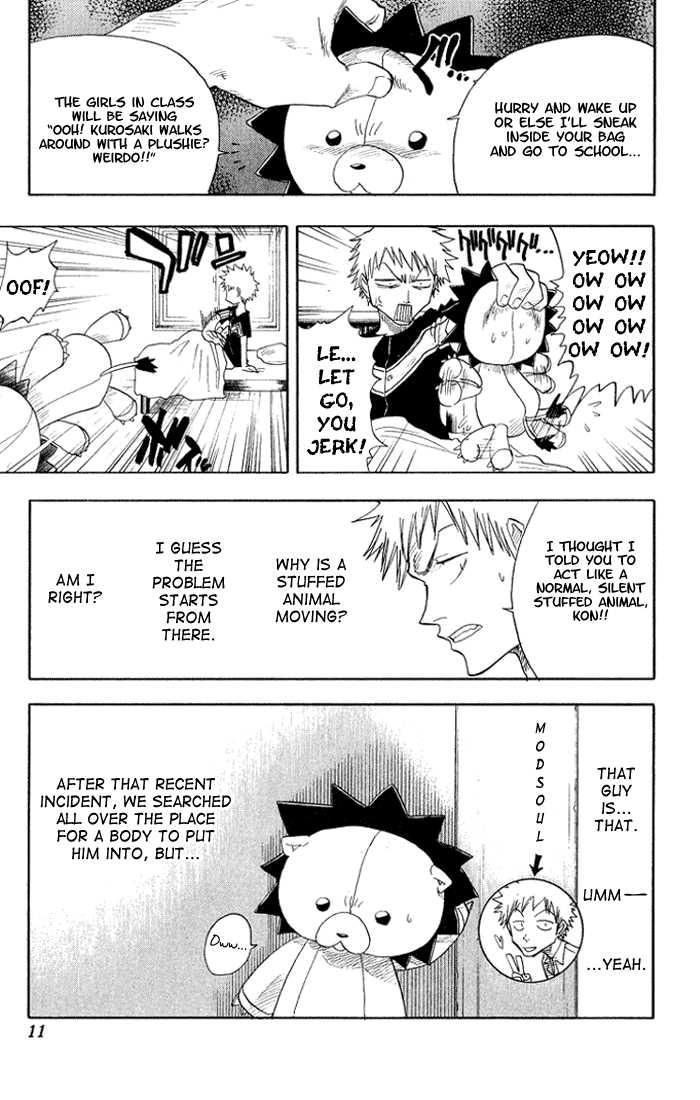 HURRY AND WAKE UP
OR ELSE I'LL SNEAK
INSIDE YOUR BAG
AND GO TO SCHOOL...
THE GIRLS IN CLASS
WILL BE SAYING
"OOH! KUROSAKI WALKS
AROUND WITH A PLUSHIE?
WEIRDO!!"
YEOW!!
OW OW
OW OW
OW OW
OW OW!
LE...
LET
GO,
YOU
JERK!
OOF!
I THOUGHT I
TOLD YOU TO
ACT LIKE A
NORMAL, SILENT
STUFFED ANIMAL,
KON!!
WHY IS A
STUFFED
ANIMAL
MOVING?
I GUESS
THE
PROBLEM
STARTS
FROM
THERE.
AM I
RIGHT?
THAT
GUY
IS...
THAT.
UMM—
...YEAH.
MODSOUL
AFTER THAT RECENT
INCIDENT, WE SEARCHED
ALL OVER THE PLACE
FOR A BODY TO PUT
HIM INTO, BUT...
Oww...
11